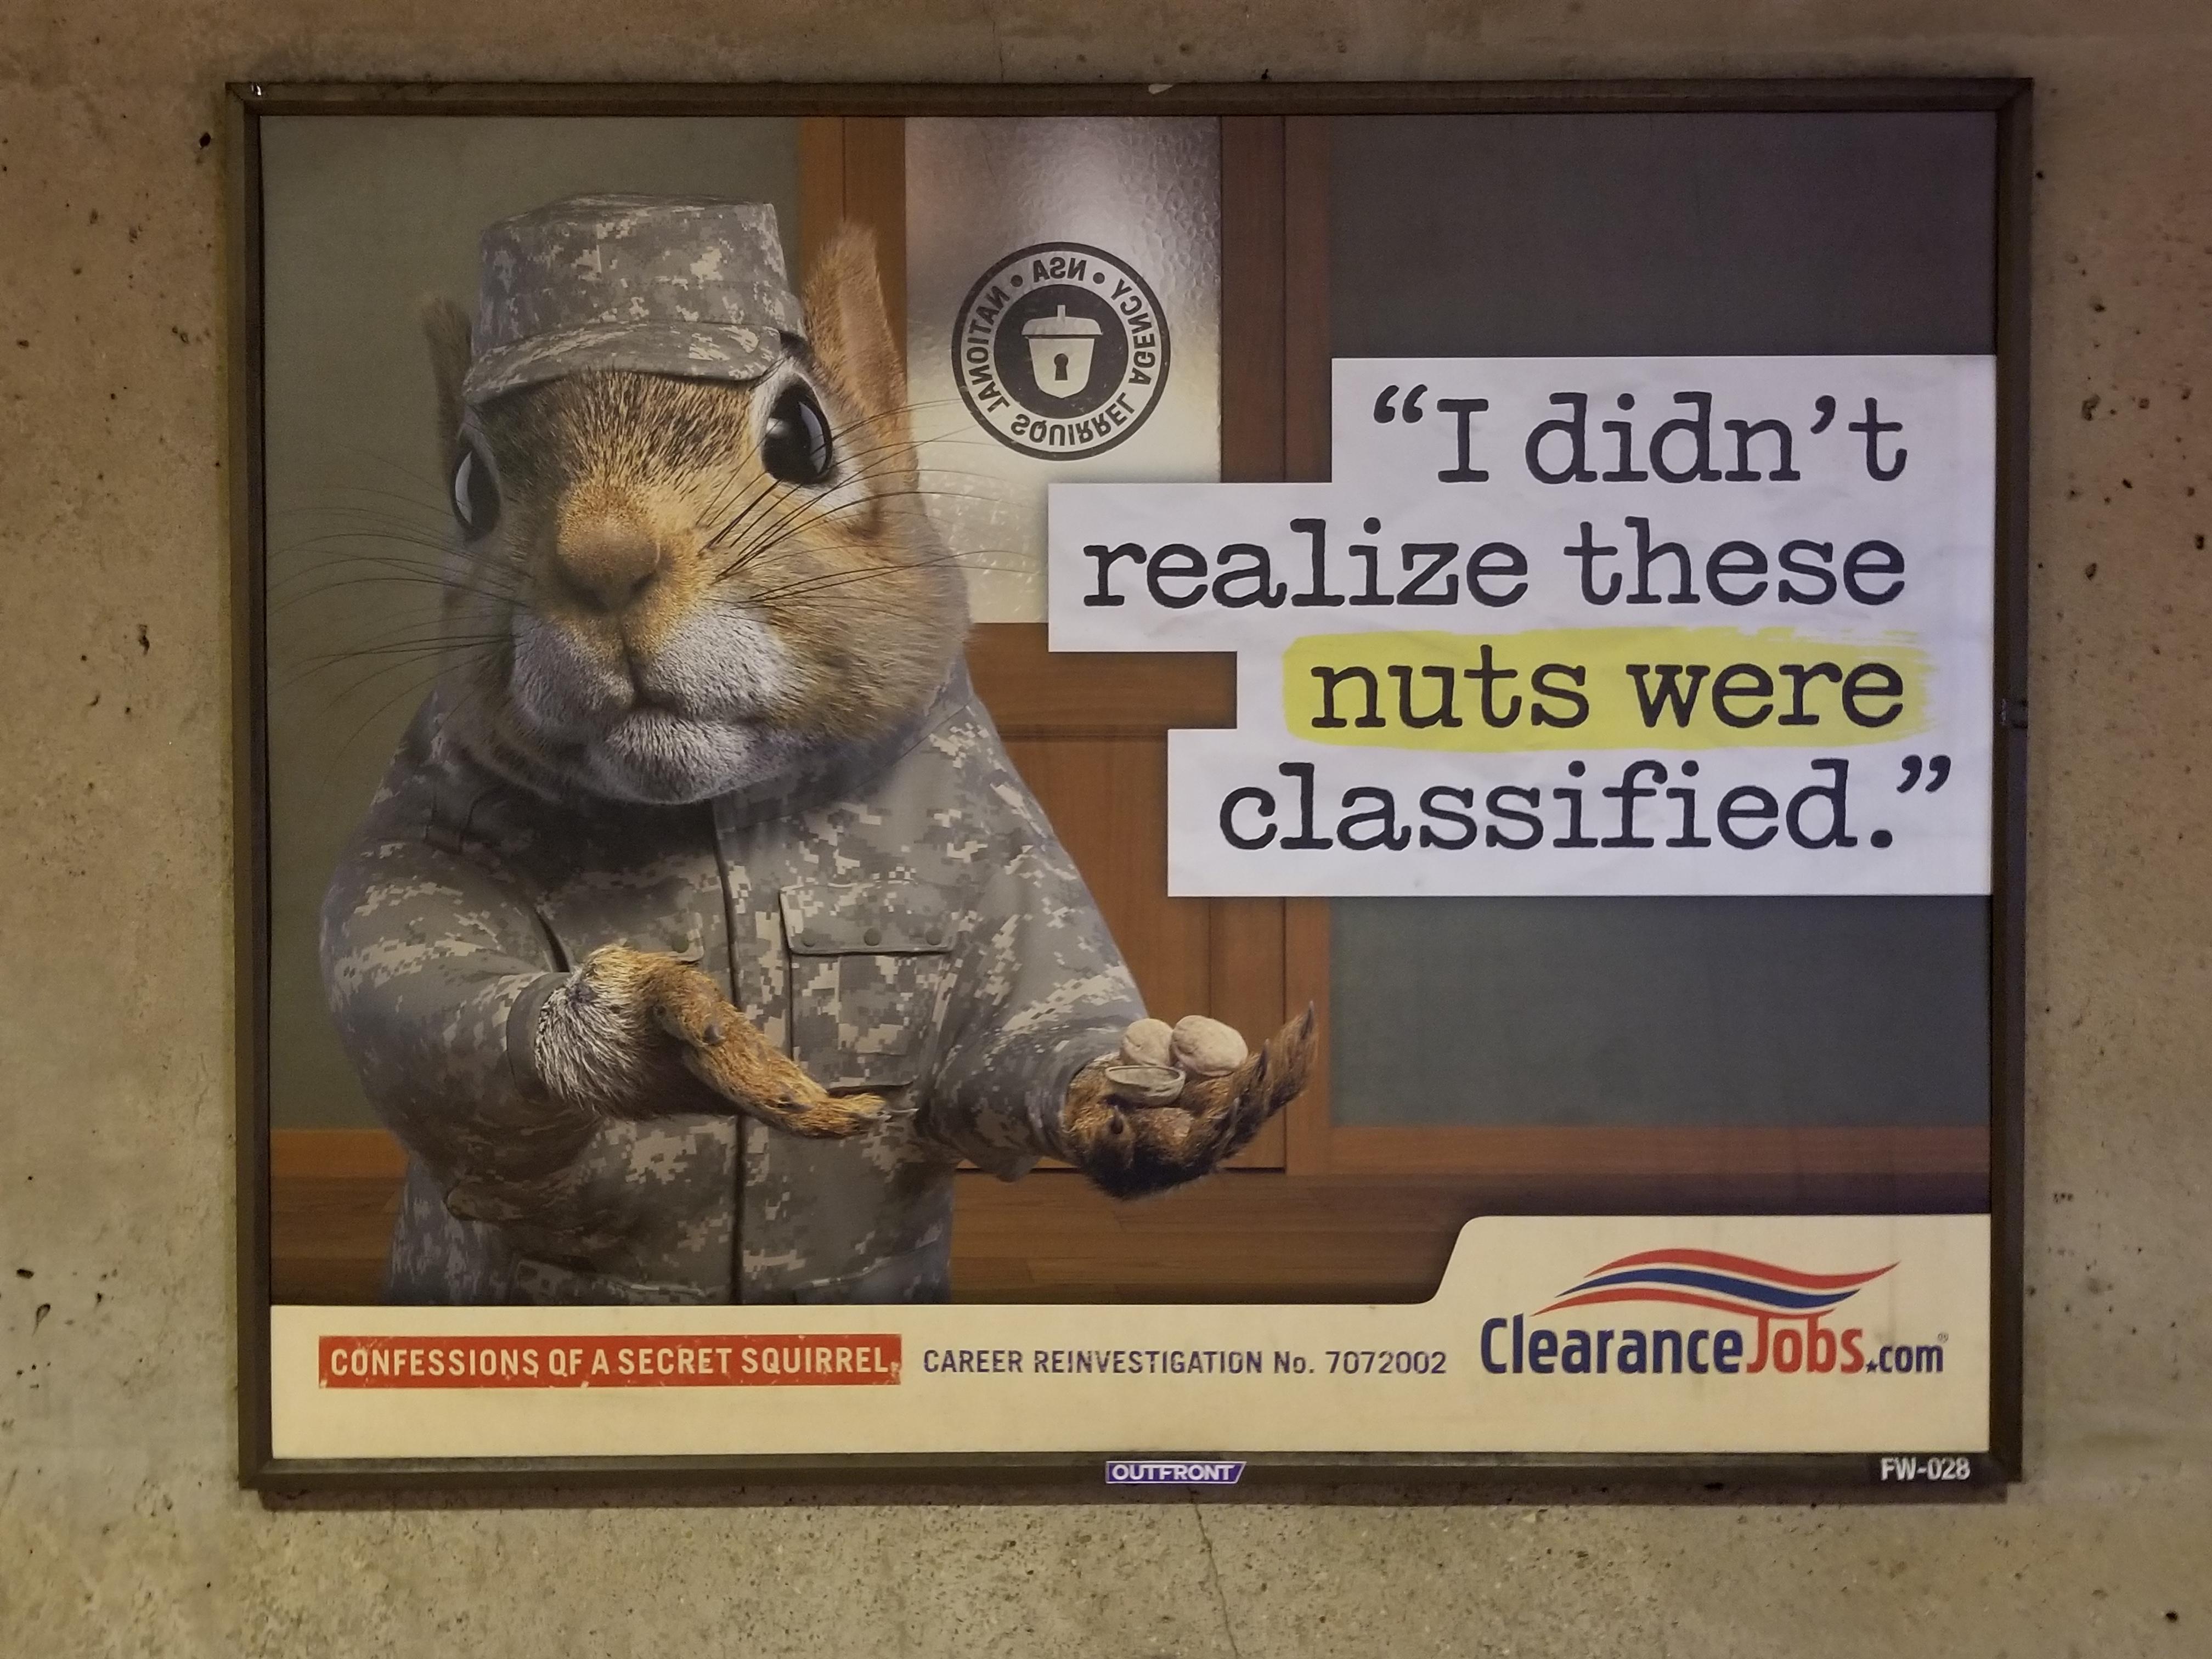 NATIONAL SQUIRREL AGENCY • NSA •
“I didn’t
realize these
nuts were
classified.”
CONFESSIONS OF A SECRET SQUIRREL
CAREER REINVESTIGATION No. 7072002
ClearanceJobs.com®
OUTFRONT
FW-028